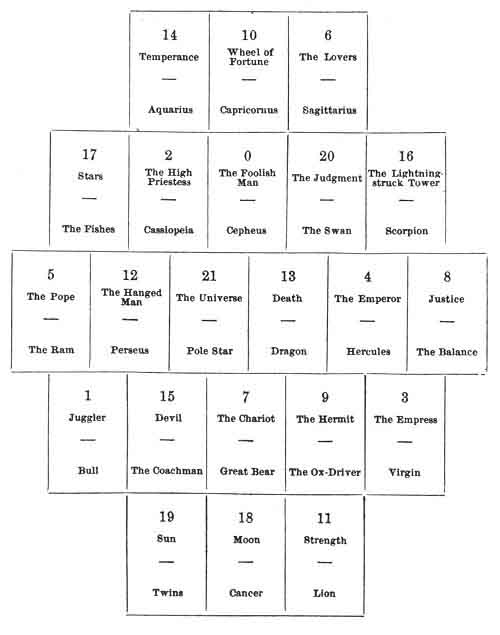 14 10 6
Temperance Wheel of Fortune The Lovers
— — —
Aquarius Capricornus Sagittarius
17 2 0 20 16
Stars The High Priestess The Foolish Man The Judgment The Lightning-struck Tower
— — — — —
The Fishes Cassiopeia Cepheus The Swan Scorpion
5 12 21 13 4 8
The Pope The Hanged Man The Universe Death The Emperor Justice
— — — — — —
The Ram Perseus Pole Star Dragon Hercules The Balance
1 15 7 9 3
Juggler Devil The Chariot The Hermit The Empress
— — — — —
Bull The Coachman Great Bear The Ox-Driver Virgin
19 18 11
Sun Moon Strength
— — —
Twins Cancer Lion